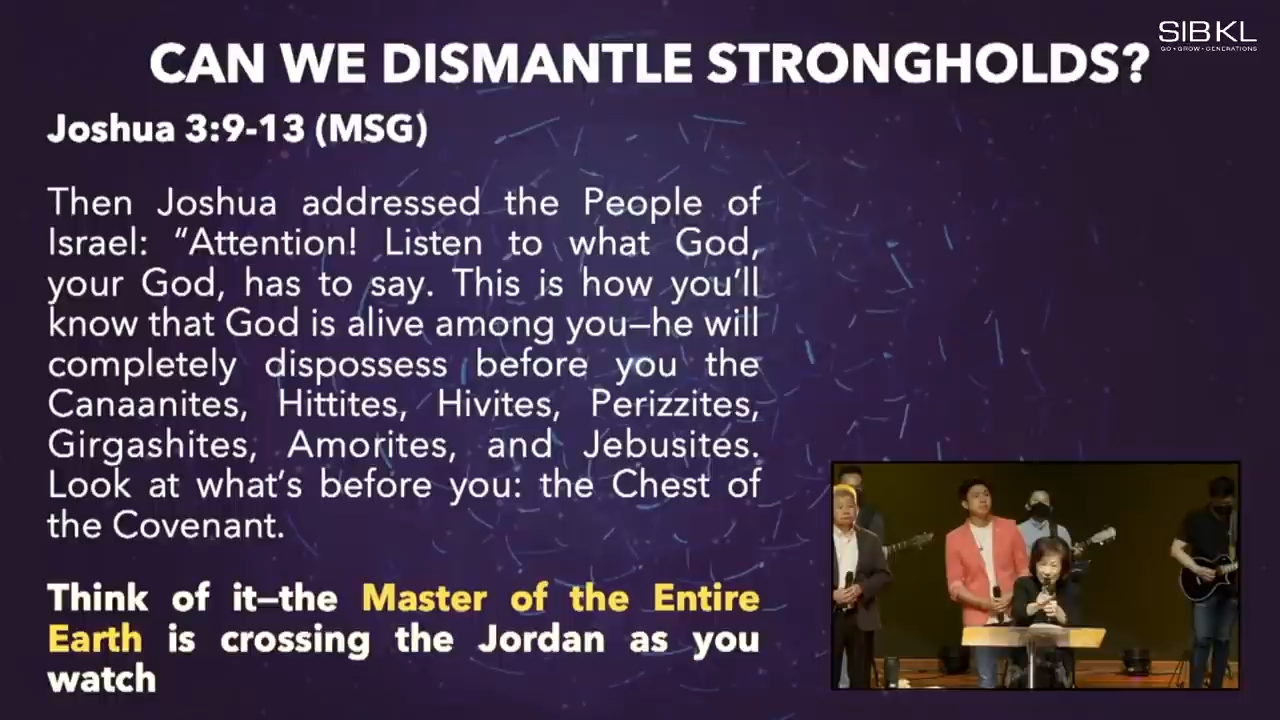 SIBKL
GO • GROW • GENERATIONS
CAN WE DISMANTLE STRONGHOLDS?
Joshua 3:9-13 (MSG)
Then Joshua addressed the People of
Israel: “Attention! Listen to what God,
your God, has to say. This is how you’ll
know that God is alive among you—he will
completely dispossess before you the
Canaanites, Hittites, Hivites, Perizzites,
Girgashites, Amorites, and Jebusites.
Look at what’s before you: the Chest of
the Covenant.
Think of it—the Master of the Entire
Earth is crossing the Jordan as you
watch